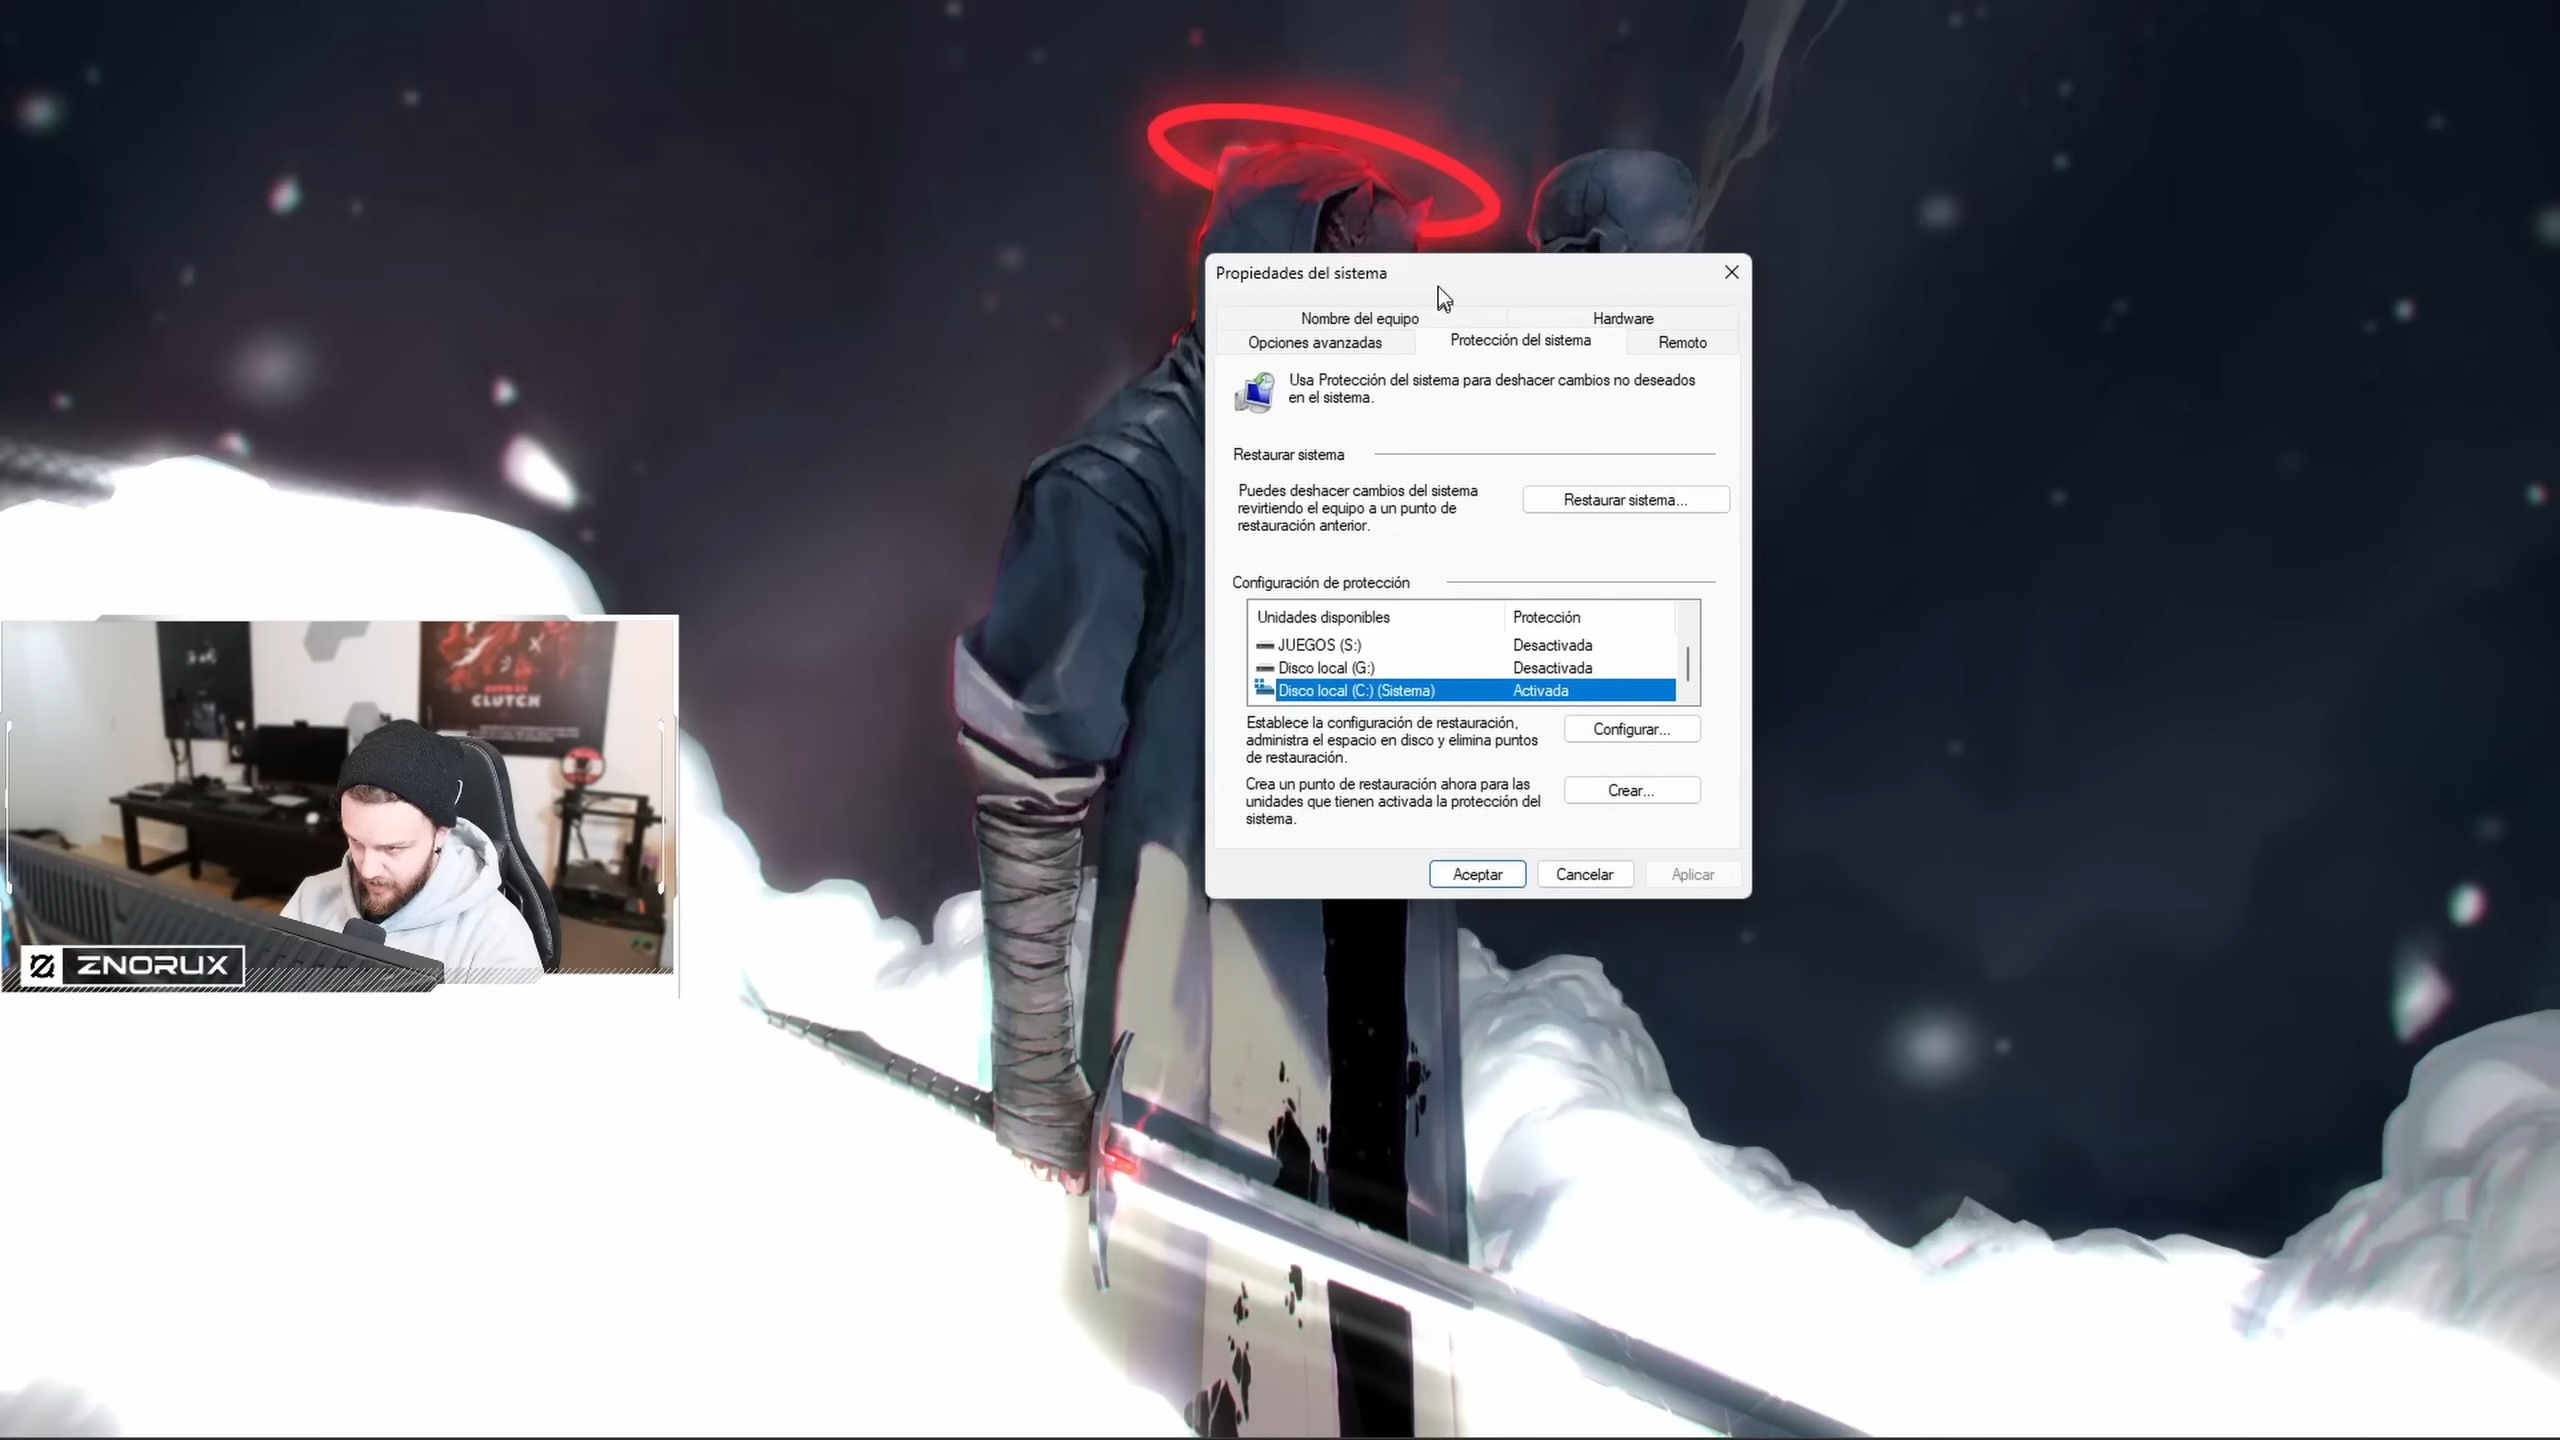 Propiedades del sistema
Nombre del equipo
Hardware
Opciones avanzadas
Protección del sistema
Remoto
Usa Protección del sistema para deshacer cambios no deseados
en el sistema.
Restaurar sistema
Puedes deshacer cambios del sistema
revirtiendo el equipo a un punto de
restauración anterior.
Restaurar sistema...
Configuración de protección
Unidades disponibles
Protección
JUEGOS (S:)
Desactivada
Disco local (G:)
Desactivada
Disco local (C:) (Sistema)
Activada
Establece la configuración de restauración,
administra el espacio en disco y elimina puntos
de restauración.
Configurar...
Crea un punto de restauración ahora para las
unidades que tienen activada la protección del
sistema.
Crear...
Aceptar
Cancelar
Aplicar
CLUTCH
ZNORUX